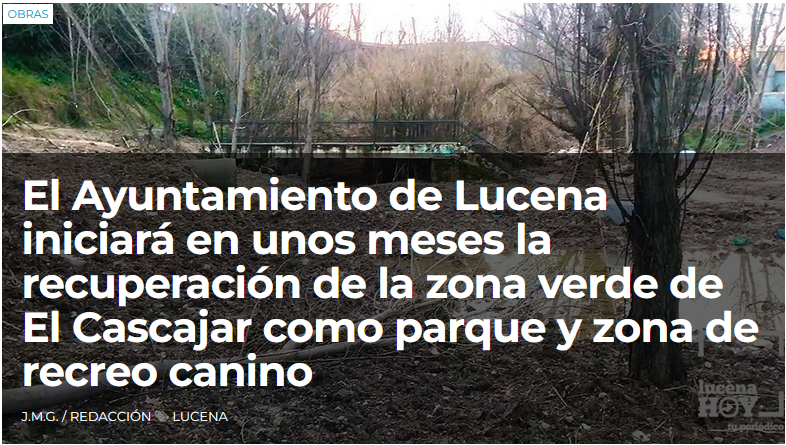 OBRAS
El Ayuntamiento de Lucena
iniciará en unos meses la
recuperación de la zona verde de
El Cascajar como parque y zona de
recreo canino
J.M.G. / REDACCIÓN LUCENA
lucena
HOY
tu periódico